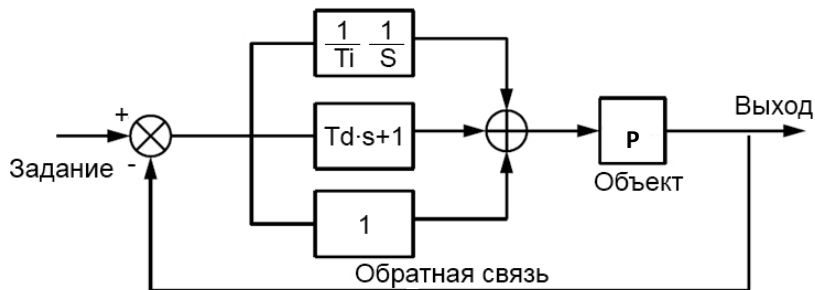 1 1
Ti S
+
Задание
-
Td·s+1
1
P
Объект
Выход
Обратная связь